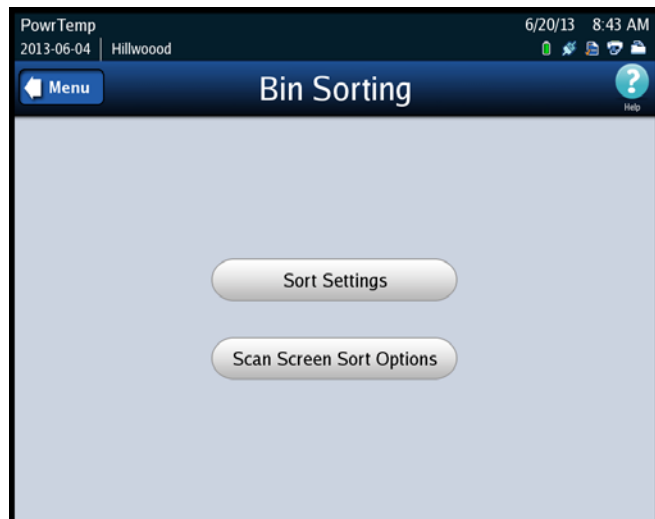 PowrTemp 6/20/13 8:43 AM
2013-06-04 | Hillwoood
Menu Bin Sorting ?
Help
Sort Settings
Scan Screen Sort Options